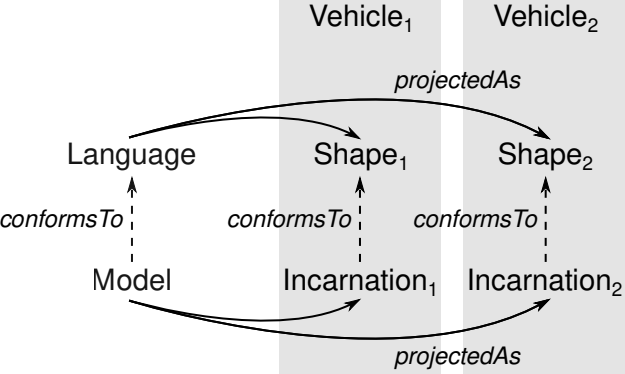 Vehicle₁ Vehicle₂
projectedAs
Language Shape₁ Shape₂
conformsTo conformsTo conformsTo
Model Incarnation₁ Incarnation₂
projectedAs